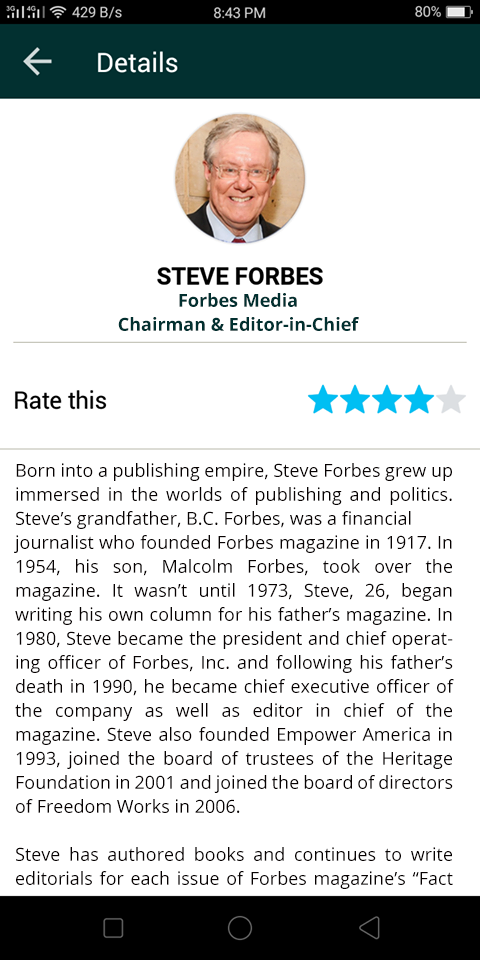 3G 4G 429 B/s 8:43 PM 80%
Details
STEVE FORBES
Forbes Media
Chairman & Editor-in-Chief
Rate this
Born into a publishing empire, Steve Forbes grew up
immersed in the worlds of publishing and politics.
Steve’s grandfather, B.C. Forbes, was a financial
journalist who founded Forbes magazine in 1917. In
1954, his son, Malcolm Forbes, took over the
magazine. It wasn’t until 1973, Steve, 26, began
writing his own column for his father’s magazine. In
1980, Steve became the president and chief operat-
ing officer of Forbes, Inc. and following his father’s
death in 1990, he became chief executive officer of
the company as well as editor in chief of the
magazine. Steve also founded Empower America in
1993, joined the board of trustees of the Heritage
Foundation in 2001 and joined the board of directors
of Freedom Works in 2006.
Steve has authored books and continues to write
editorials for each issue of Forbes magazine’s “Fact